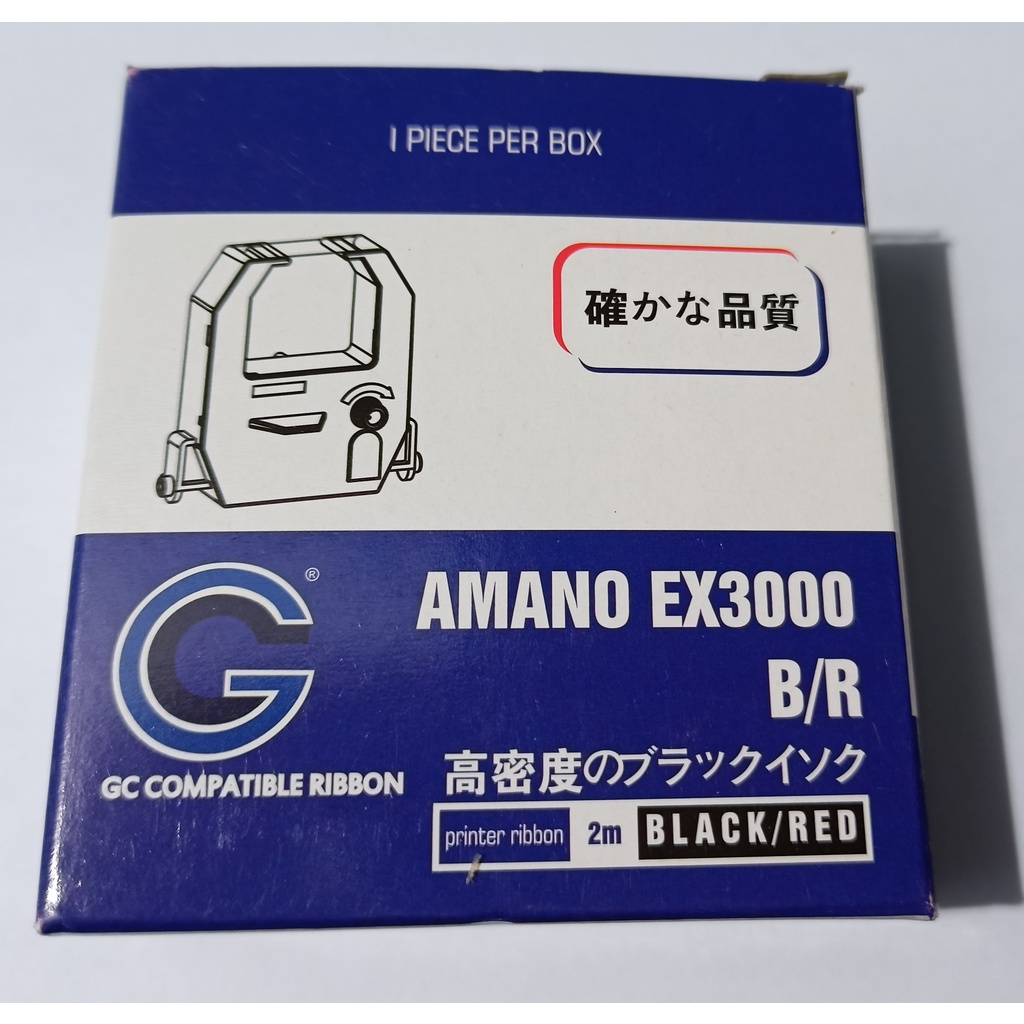 1 PIECE PER BOX
確かな品質
®
AMANO EX3000
B/R
GC COMPATIBLE RIBBON
高密度のブラックイソク
printer ribbon 2m BLACK/RED